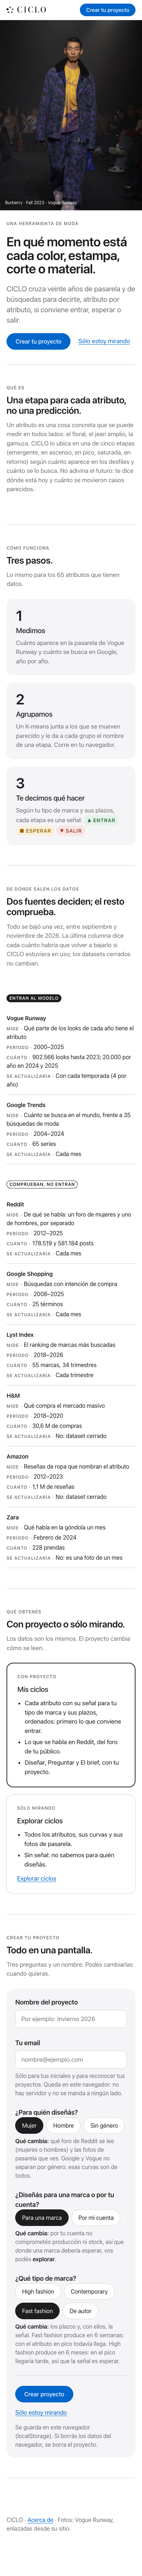 CICLO
Crear tu proyecto
Burberry · Fall 2023 · Vogue Runway
UNA HERRAMIENTA DE MODA
En qué momento está
cada color, estampa,
corte o material.
CICLO cruza veinte años de pasarela y de
búsquedas para decirte, atributo por
atributo, si conviene entrar, esperar o
salir.
Crear tu proyecto
Sólo estoy mirando
QUÉ ES
Una etapa para cada atributo,
no una predicción.
Un atributo es una cosa concreta que se puede
medir en todos lados: el floral, el animal print, la
gamuza. CICLO lo ubica en una de cinco etapas
(emergente, en ascenso, en pico, saturada, en
retorno) según cuánto aparece en los desfiles y
cuánto se lo busca. No adivina el futuro: te dice
dónde está hoy y cuánto se movieron casos
parecidos.
CÓMO FUNCIONA
Tres pasos.
Lo mismo para los 65 atributos que tienen
datos.
1
Medimos
Cuánto aparece en la pasarela de Vogue
Runway y cuánto se busca en Google,
año por año.
2
Agrupamos
Un K-means junta a los que se mueven
parecido y le da a cada grupo el nombre
de una etapa. Corre en tu navegador.
3
Te decimos qué hacer
Según tu tipo de marca y sus plazos,
cada etapa es una señal: ▲ ENTRAR
■ ESPERAR ▼ SALIR
DE DÓNDE SALEN LOS DATOS
Dos fuentes deciden; el resto
comprueba.
Todo se bajó una vez, entre septiembre y
noviembre de 2026. La última columna dice
cada cuánto habría que volver a bajarlo si
CICLO estuviera en uso; los datasets cerrados
no cambian.
ENTRAN AL MODELO
Vogue Runway
MIDE · Qué parte de los looks de cada año tiene el
atributo
PERÍODO · 2000–2025
CUÁNTO · 902.566 looks hasta 2023; 20.000 por
año en 2024 y 2025
SE ACTUALIZARÍA · Con cada temporada (4 por
año)
Google Trends
MIDE · Cuánto se busca en el mundo, frente a 35
búsquedas de moda
PERÍODO · 2004–2024
CUÁNTO · 65 series
SE ACTUALIZARÍA · Cada mes
COMPRUEBAN, NO ENTRAN
Reddit
MIDE · De qué se habla: un foro de mujeres y uno
de hombres, por separado
PERÍODO · 2012–2025
CUÁNTO · 178.519 y 581.184 posts
SE ACTUALIZARÍA · Cada mes
Google Shopping
MIDE · Búsquedas con intención de compra
PERÍODO · 2008–2025
CUÁNTO · 25 términos
SE ACTUALIZARÍA · Cada mes
Lyst Index
MIDE · El ranking de marcas más buscadas
PERÍODO · 2018–2026
CUÁNTO · 55 marcas, 34 trimestres
SE ACTUALIZARÍA · Cada trimestre
H&M
MIDE · Qué compra el mercado masivo
PERÍODO · 2018–2020
CUÁNTO · 30,6 M de compras
SE ACTUALIZARÍA · No: dataset cerrado
Amazon
MIDE · Reseñas de ropa que nombran el atributo
PERÍODO · 2012–2023
CUÁNTO · 1,1 M de reseñas
SE ACTUALIZARÍA · No: dataset cerrado
Zara
MIDE · Qué había en la góndola un mes
PERÍODO · Febrero de 2024
CUÁNTO · 228 prendas
SE ACTUALIZARÍA · No: es una foto de un mes
QUÉ OBTENÉS
Con proyecto o sólo mirando.
Los datos son los mismos. El proyecto cambia
cómo se leen.
CON PROYECTO
Mis ciclos
• Cada atributo con su señal para tu
tipo de marca y sus plazos,
ordenados: primero lo que conviene
entrar.
• Lo que se habla en Reddit, del foro
de tu público.
• Diseñar, Preguntar y El brief, con tu
proyecto.
SÓLO MIRANDO
Explorar ciclos
• Todos los atributos, sus curvas y sus
fotos de pasarela.
• Sin señal: no sabemos para quién
diseñás.
Explorar ciclos
CREAR TU PROYECTO
Todo en una pantalla.
Tres preguntas y un nombre. Podés cambiarlas
cuando quieras.
Nombre del proyecto
Por ejemplo: Invierno 2026
Tu email
nombre@ejemplo.com
Sólo para tus iniciales y para reconocer tus
proyectos. Queda en este navegador: no
hay servidor y no se manda a ningún lado.
¿Para quién diseñás?
Mujer
Hombre
Sin género
Qué cambia: qué foro de Reddit se lee
(mujeres o hombres) y las fotos de
pasarela que ves. Google y Vogue no
separan por género: esas curvas son de
todos.
¿Diseñás para una marca o por tu
cuenta?
Para una marca
Por mi cuenta
Qué cambia: por tu cuenta no
comprometés producción ni stock, así que
donde una marca debería esperar, vos
podés explorar.
¿Qué tipo de marca?
High fashion
Contemporary
Fast fashion
De autor
Qué cambia: los plazos y, con ellos, la
señal. Fast fashion produce en 6 semanas:
con el atributo en pico todavía llega. High
fashion produce en 6 meses: en el pico
llegaría tarde, así que la señal es esperar.
Crear proyecto
Sólo estoy mirando
Se guarda en este navegador
(localStorage). Si borrás los datos del
navegador, se borra el proyecto.
CICLO · Acerca de · Fotos: Vogue Runway,
enlazadas desde su sitio.